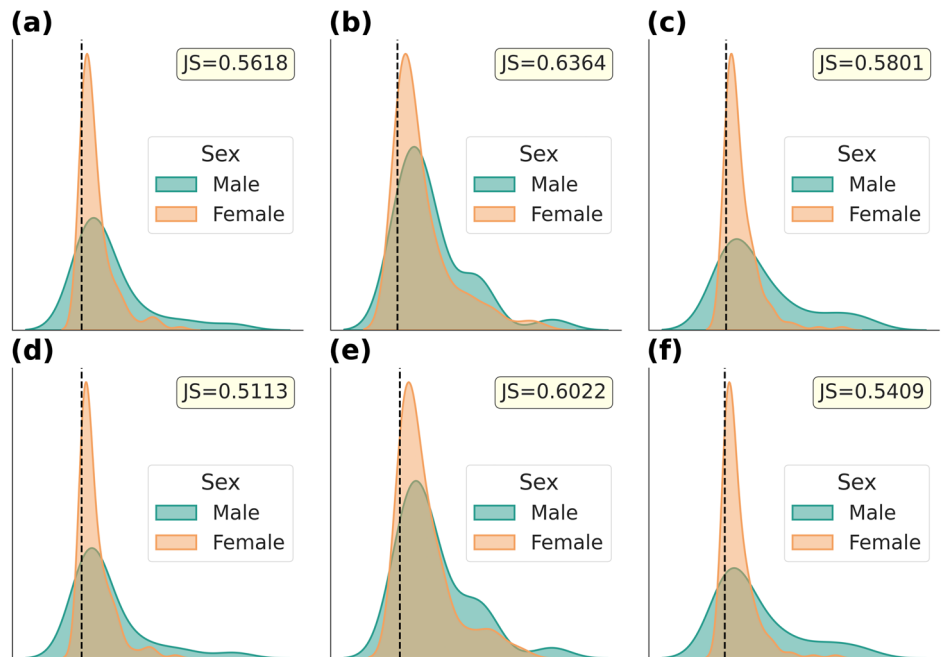 (a)
JS=0.5618
Sex
Male
Female
(b)
JS=0.6364
Sex
Male
Female
(c)
JS=0.5801
Sex
Male
Female
(d)
JS=0.5113
Sex
Male
Female
(e)
JS=0.6022
Sex
Male
Female
(f)
JS=0.5409
Sex
Male
Female